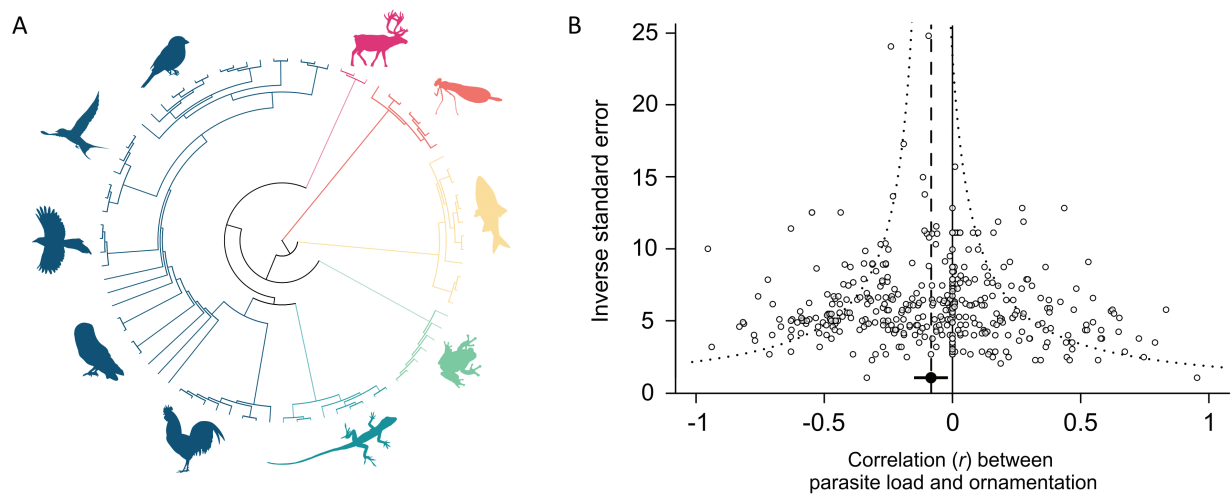 A
B
25
20
15
10
5
0
Inverse standard error
-1
-0.5
0
0.5
1
Correlation (r) between
parasite load and ornamentation